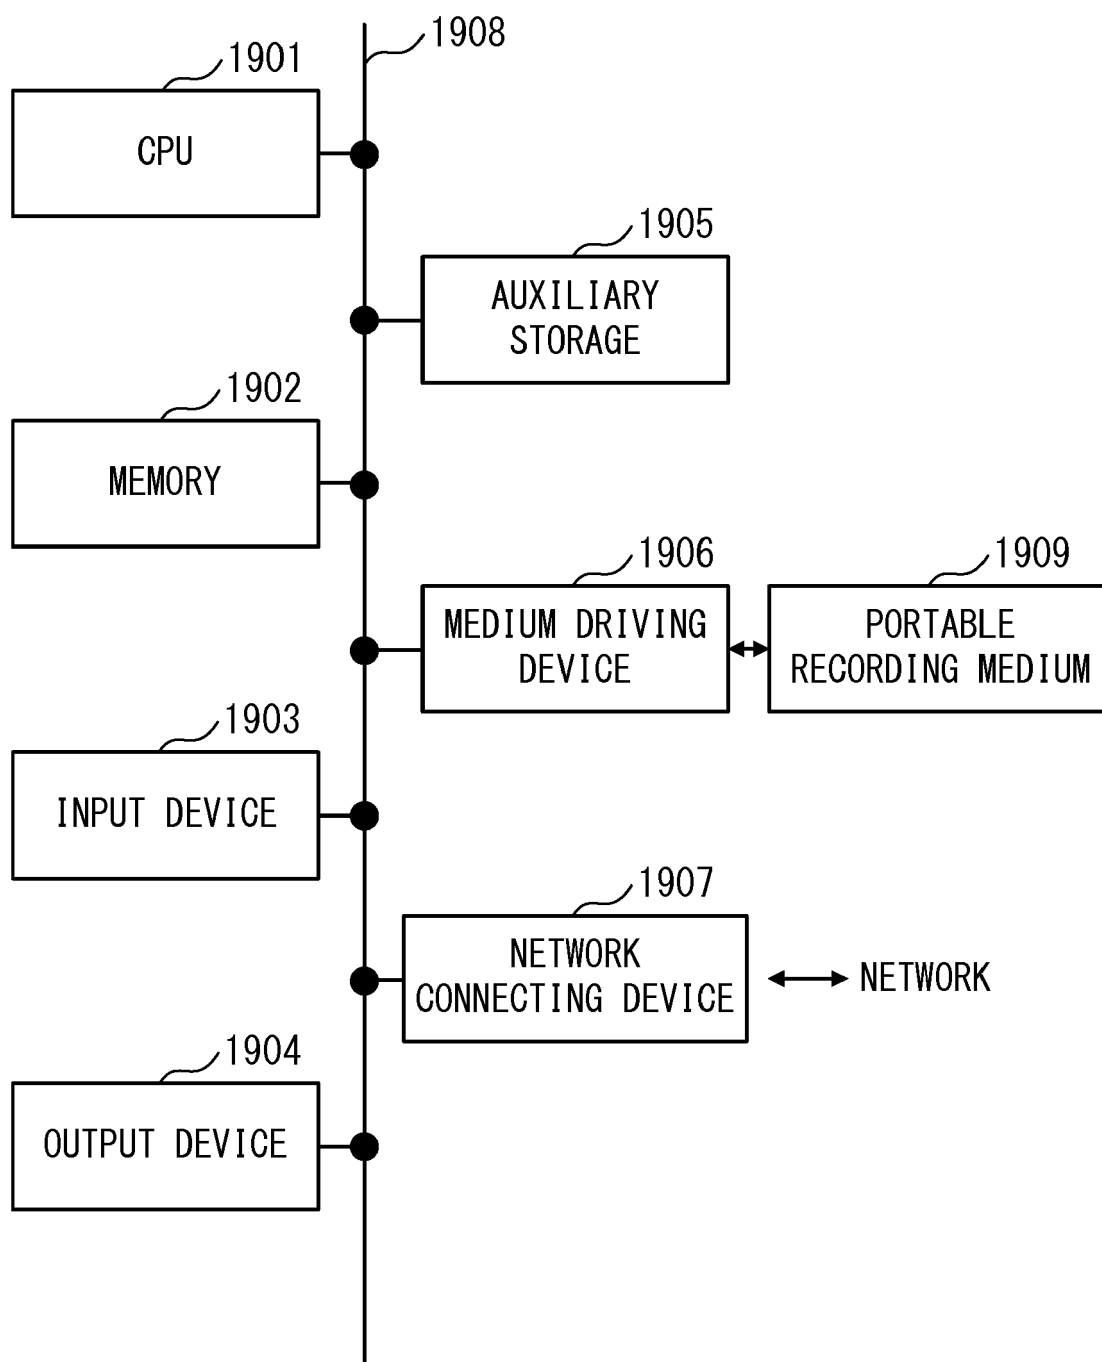 1908
1901
CPU
1905
AUXILIARY
STORAGE
1902
MEMORY
1906
MEDIUM DRIVING
DEVICE
1909
PORTABLE
RECORDING MEDIUM
1903
INPUT DEVICE
1907
NETWORK
CONNECTING DEVICE
NETWORK
1904
OUTPUT DEVICE